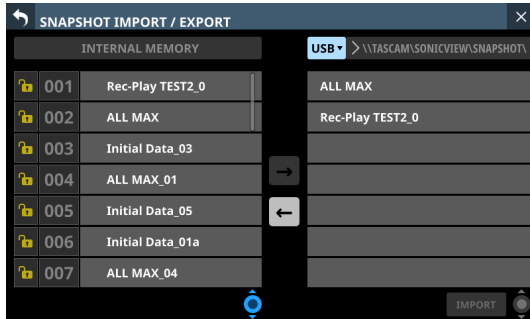 SNAPSHOT IMPORT / EXPORT
INTERNAL MEMORY
USB
\\TASCAM\SONICVIEW\SNAPSHOT\
001 Rec-Play TEST2_0
002 ALL MAX
003 Initial Data_03
004 ALL MAX_01
005 Initial Data_05
006 Initial Data_01a
007 ALL MAX_04
ALL MAX
Rec-Play TEST2_0
IMPORT